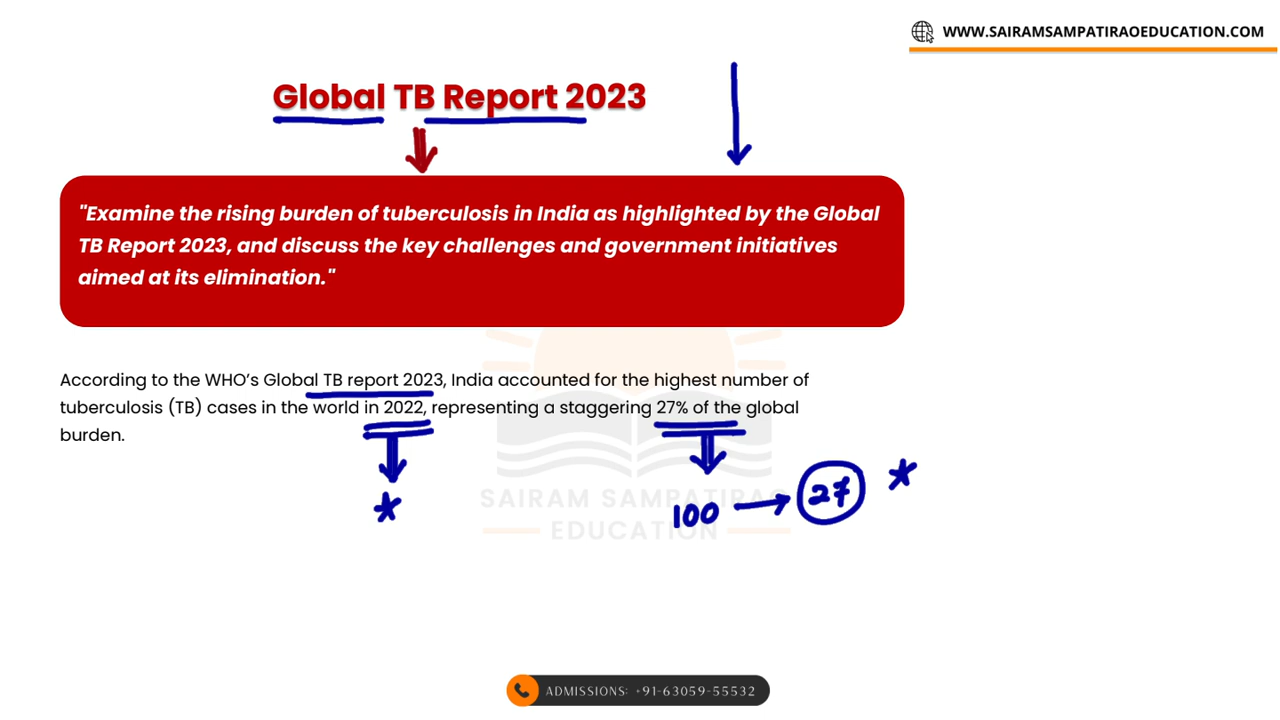 WWW.SAIRAMSAMPATIRAOEDUCATION.COM
Global TB Report 2023
"Examine the rising burden of tuberculosis in India as highlighted by the Global
TB Report 2023, and discuss the key challenges and government initiatives
aimed at its elimination."
According to the WHO’s Global TB report 2023, India accounted for the highest number of
tuberculosis (TB) cases in the world in 2022, representing a staggering 27% of the global
burden.
100 → 27 *
*
SAIRAM SAMPATIRAO
EDUCATION
ADMISSIONS: +91-63059-55532